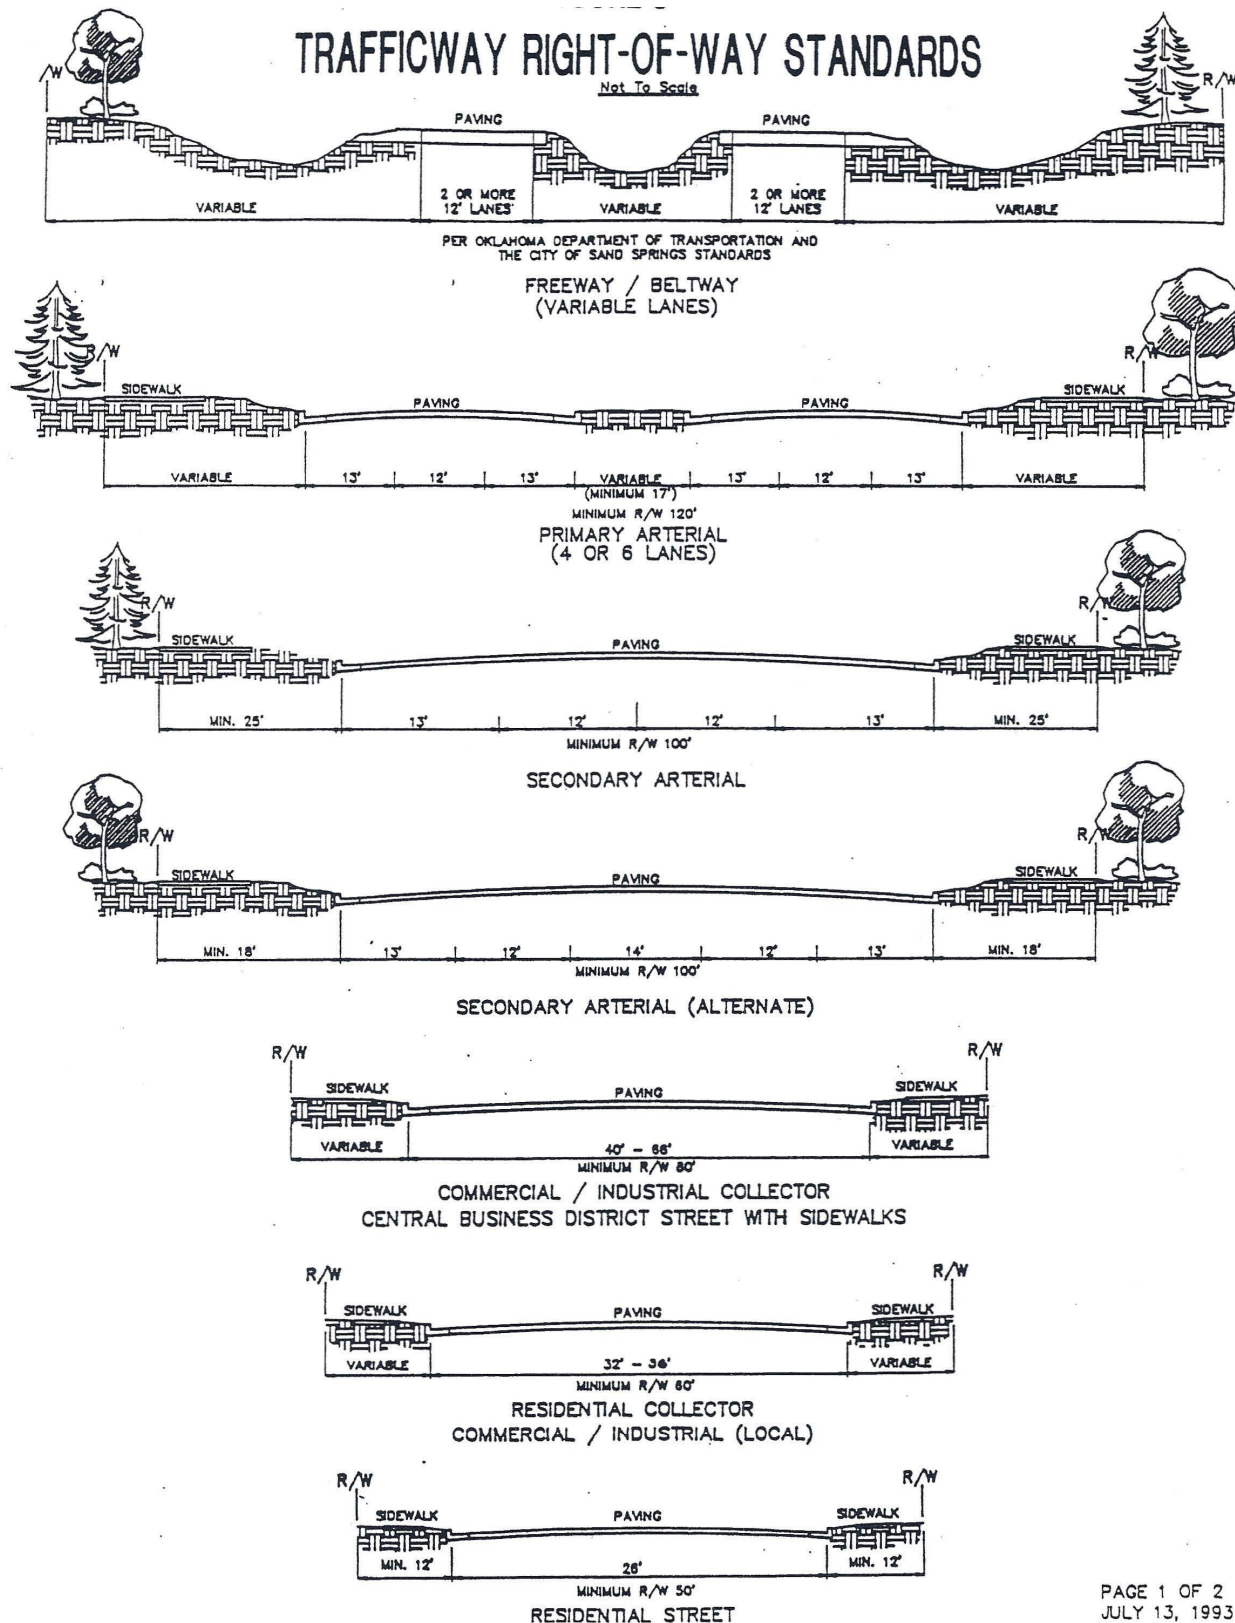 TRAFFICWAY RIGHT-OF-WAY STANDARDS
Not To Scale
R/W
PAVING PAVING
VARIABLE 2 OR MORE 12' LANES VARIABLE 2 OR MORE 12' LANES VARIABLE
PER OKLAHOMA DEPARTMENT OF TRANSPORTATION AND
THE CITY OF SAND SPRINGS STANDARDS
FREEWAY / BELTWAY
(VARIABLE LANES)
R/W R/W
SIDEWALK PAVING PAVING SIDEWALK
VARIABLE 13' 12' 13' VARIABLE 13' 12' 13' VARIABLE
(MINIMUM 17')
MINIMUM R/W 120'
PRIMARY ARTERIAL
(4 OR 6 LANES)
R/W R/W
SIDEWALK PAVING SIDEWALK
MIN. 25' 13' 12' 12' 13' MIN. 25'
MINIMUM R/W 100'
SECONDARY ARTERIAL
R/W R/W
SIDEWALK PAVING SIDEWALK
MIN. 18' 13' 12' 14' 12' 13' MIN. 18'
MINIMUM R/W 100'
SECONDARY ARTERIAL (ALTERNATE)
R/W R/W
SIDEWALK PAVING SIDEWALK
VARIABLE 40' - 66' VARIABLE
MINIMUM R/W 80'
COMMERCIAL / INDUSTRIAL COLLECTOR
CENTRAL BUSINESS DISTRICT STREET WITH SIDEWALKS
R/W R/W
SIDEWALK PAVING SIDEWALK
VARIABLE 32' - 36' VARIABLE
MINIMUM R/W 60'
RESIDENTIAL COLLECTOR
COMMERCIAL / INDUSTRIAL (LOCAL)
R/W R/W
SIDEWALK PAVING SIDEWALK
MIN. 12' 26' MIN. 12'
MINIMUM R/W 50'
RESIDENTIAL STREET
PAGE 1 OF 2
JULY 13, 1993